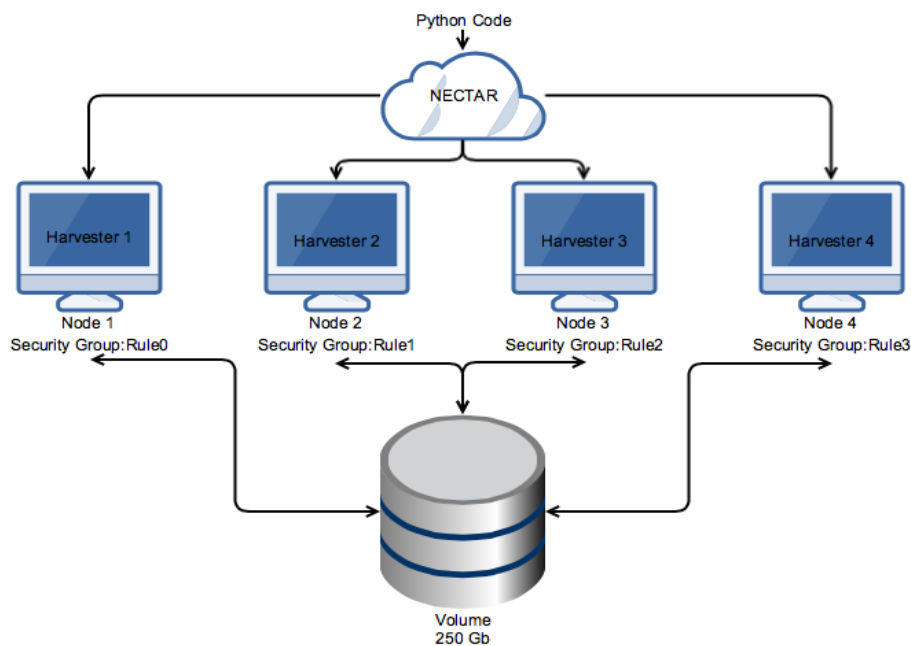 Python Code
NECTAR
Harvester 1
Harvester 2
Harvester 3
Harvester 4
Node 1
Security Group:Rule0
Node 2
Security Group:Rule1
Node 3
Security Group:Rule2
Node 4
Security Group:Rule3
Volume
250 Gb